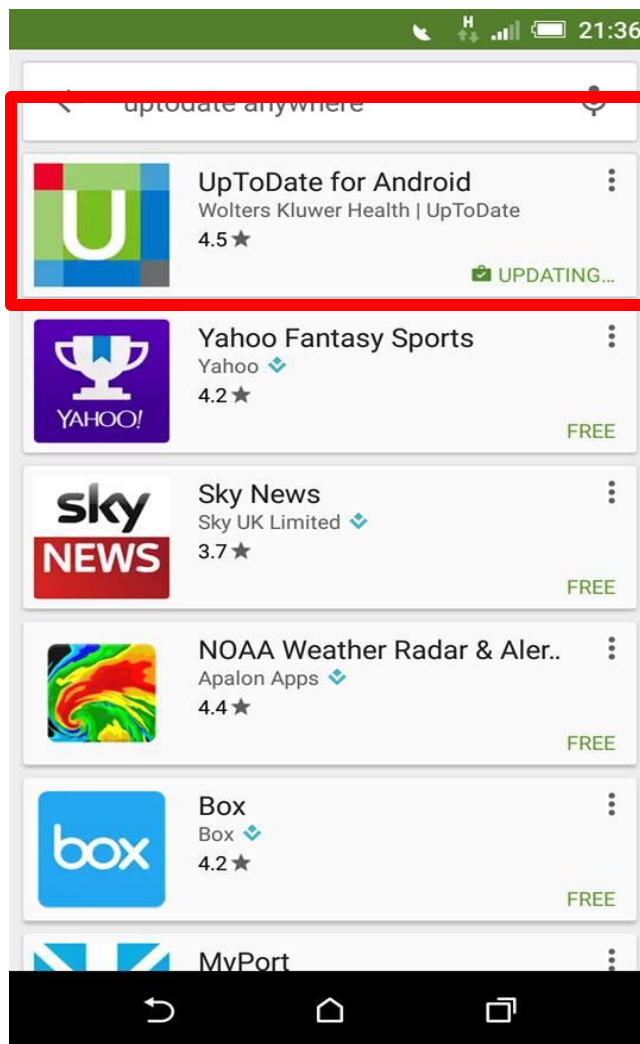 H 21:36
uptodate anywhere
U
UpToDate for Android
Wolters Kluwer Health | UpToDate
4.5★
UPDATING...
YAHOO!
Yahoo Fantasy Sports
Yahoo
4.2★
FREE
sky
NEWS
Sky News
Sky UK Limited
3.7★
FREE
NOAA Weather Radar & Aler..
Apalon Apps
4.4★
FREE
box
Box
Box
4.2★
FREE
MyPort